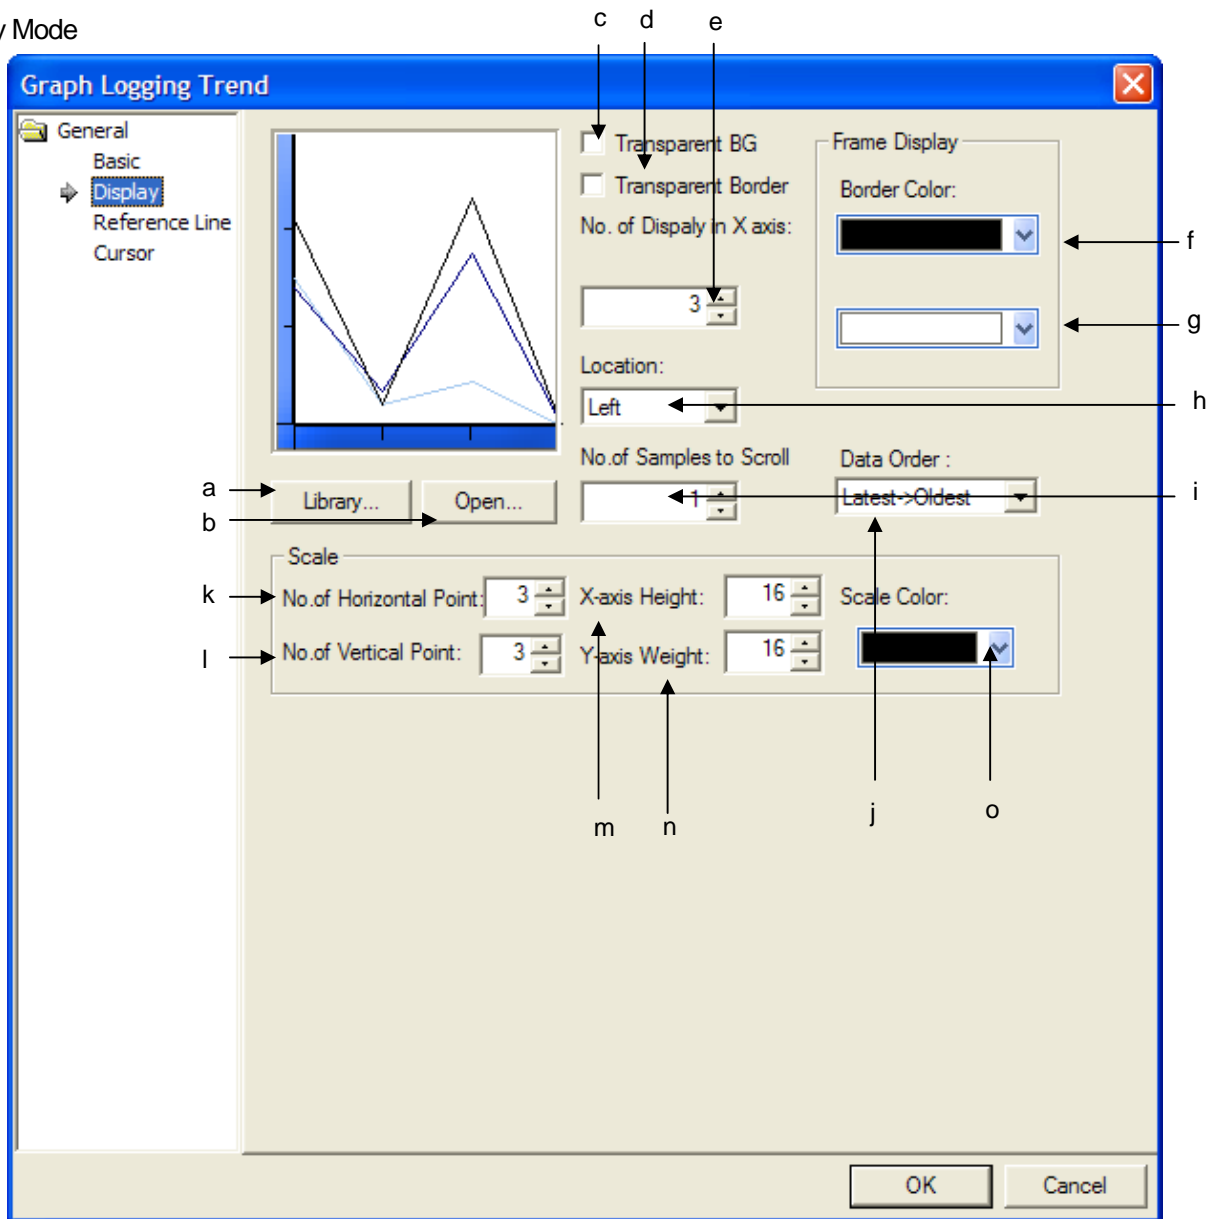 c d e
Mode
Graph Logging Trend
General
Basic
Display
Reference Line
Cursor
Transparent BG
Transparent Border
No. of Dispaly in X axis:
3
Frame Display
Border Color:
f
g
Location:
Left
h
No.of Samples to Scroll
1
i
Data Order :
Latest->Oldest
a
Library...
Open...
b
Scale
k
No.of Horizontal Point: 3
X-axis Height: 16
Scale Color:
l
No.of Vertical Point: 3
Y-axis Weight: 16
m n j o
OK Cancel